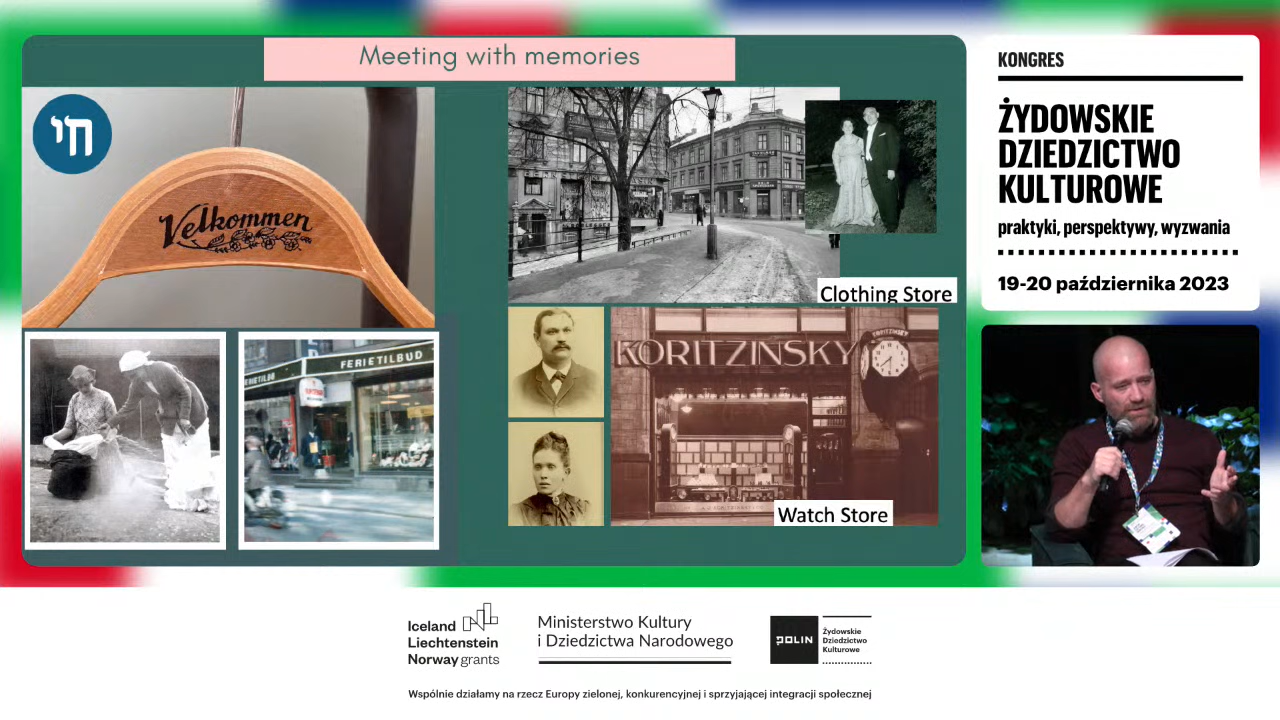 Meeting with memories
חי
Velkommen
FERIETILBUD
Clothing Store
KORITZINSKY
KORITZINSKY
Watch Store
KONGRES
ŻYDOWSKIE
DZIEDZICTWO
KULTUROWE
praktyki, perspektywy, wyzwania
19-20 października 2023
Iceland
Liechtenstein
Norway grants
Ministerstwo Kultury
i Dziedzictwa Narodowego
POLIN
Żydowskie
Dziedzictwo
Kulturowe
Wspólnie działamy na rzecz Europy zielonej, konkurencyjnej i sprzyjającej integracji społecznej